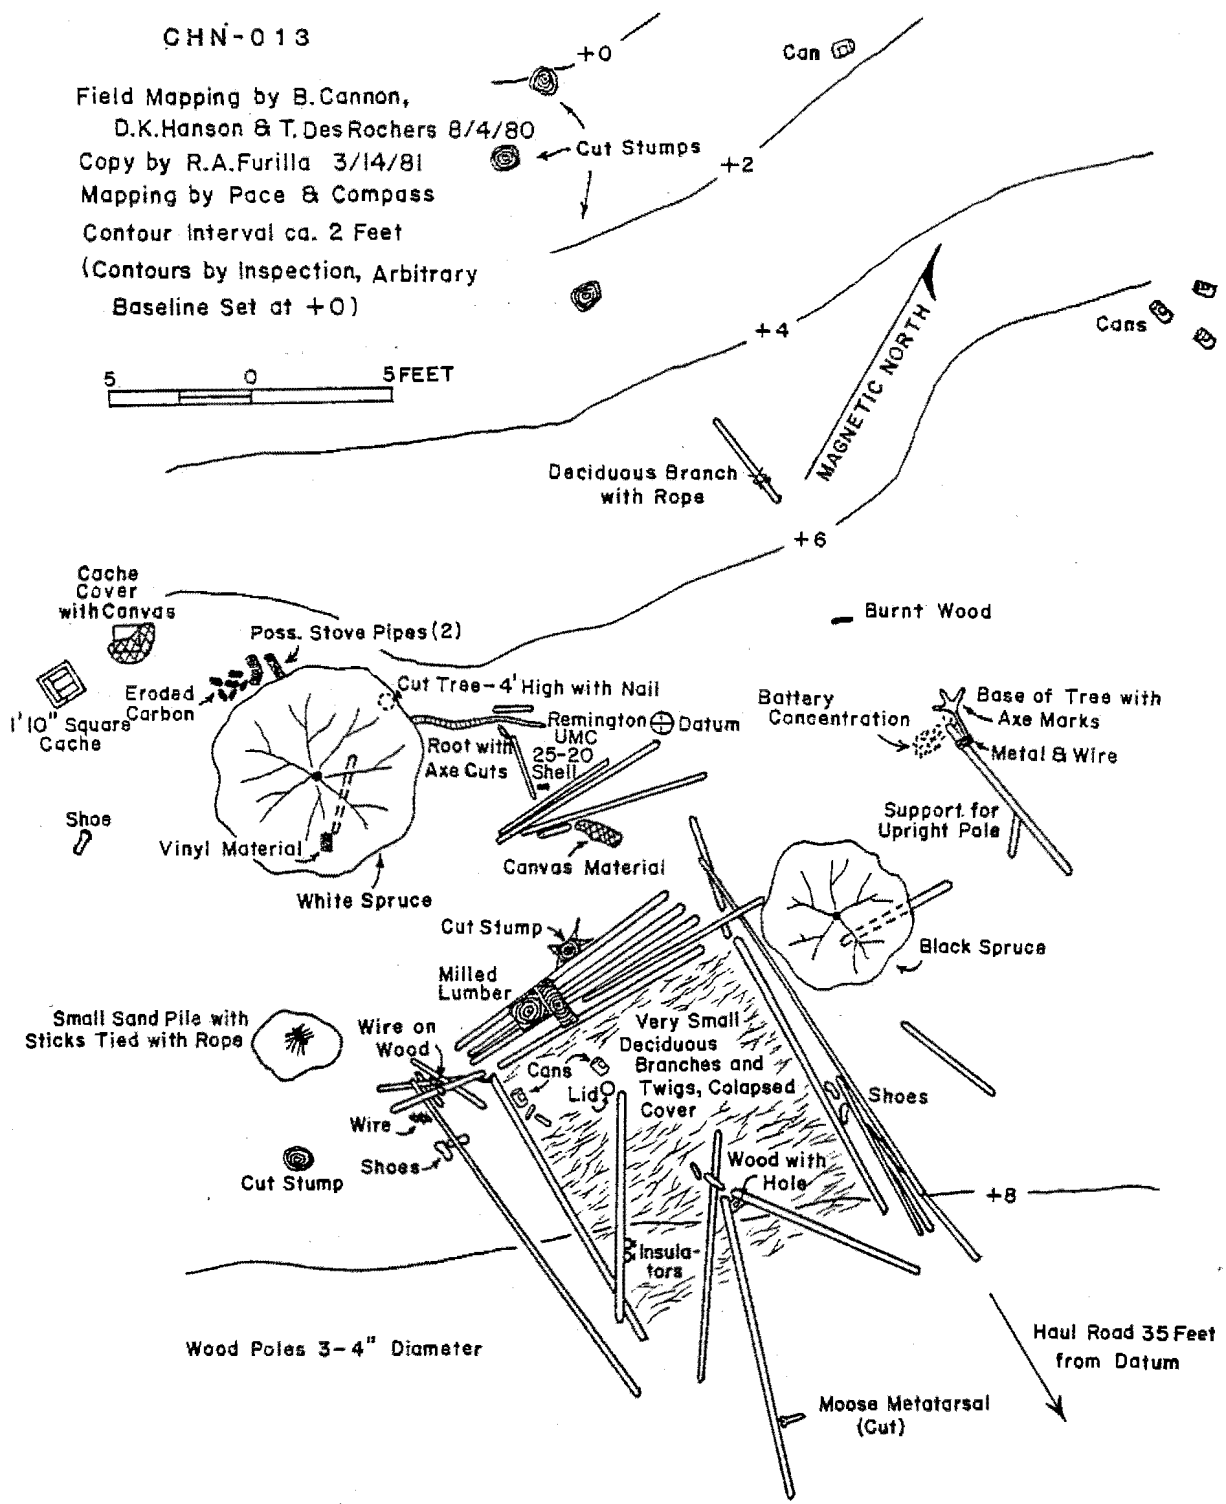 CHN-013
Field Mapping by B. Cannon,
D.K. Hanson & T. DesRochers 8/4/80
Copy by R.A. Furilla 3/14/81
Mapping by Pace & Compass
Contour Interval ca. 2 Feet
(Contours by Inspection, Arbitrary
Baseline Set at +0)
5 0 5 FEET
+0
Can
Cut Stumps
+2
+4
MAGNETIC NORTH
Cans
Deciduous Branch
with Rope
+6
Cache
Cover
with Canvas
Poss. Stove Pipes (2)
Burnt Wood
Eroded
Carbon
1'10" Square
Cache
Cut Tree-4' High with Nail
Root with
Axe Cuts
Remington
UMC
25-20
Shell
Datum
Battery
Concentration
Base of Tree with
Axe Marks
Metal & Wire
Support for
Upright Pole
Shoe
Vinyl Material
Canvas Material
White Spruce
Cut Stump
Black Spruce
Milled
Lumber
Small Sand Pile with
Sticks Tied with Rope
Wire on
Wood
Very Small
Deciduous
Branches and
Twigs, Colapsed
Cover
Cans
Lid
Shoes
Wire
Shoes
Cut Stump
Wood with
Hole
+8
Insula-
tors
Wood Poles 3-4" Diameter
Haul Road 35 Feet
from Datum
Moose Metatarsal
(Cut)